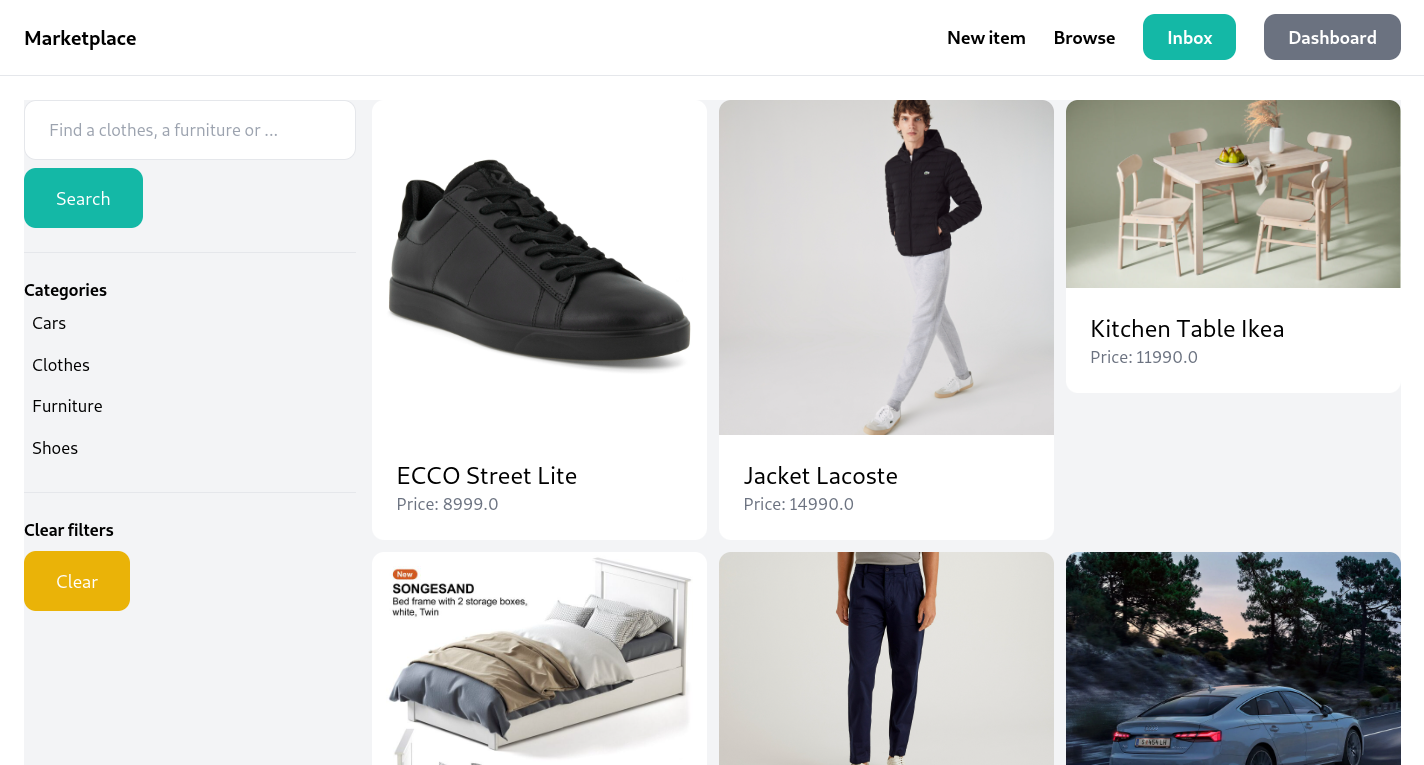 Marketplace
New item
Browse
Inbox
Dashboard
Find a clothes, a furniture or ...
Search
Categories
Cars
Clothes
Furniture
Shoes
Clear filters
Clear
ECCO Street Lite
Price: 8999.0
Jacket Lacoste
Price: 14990.0
Kitchen Table Ikea
Price: 11990.0
New
SONGESAND
Bed frame with 2 storage boxes,
white, Twin